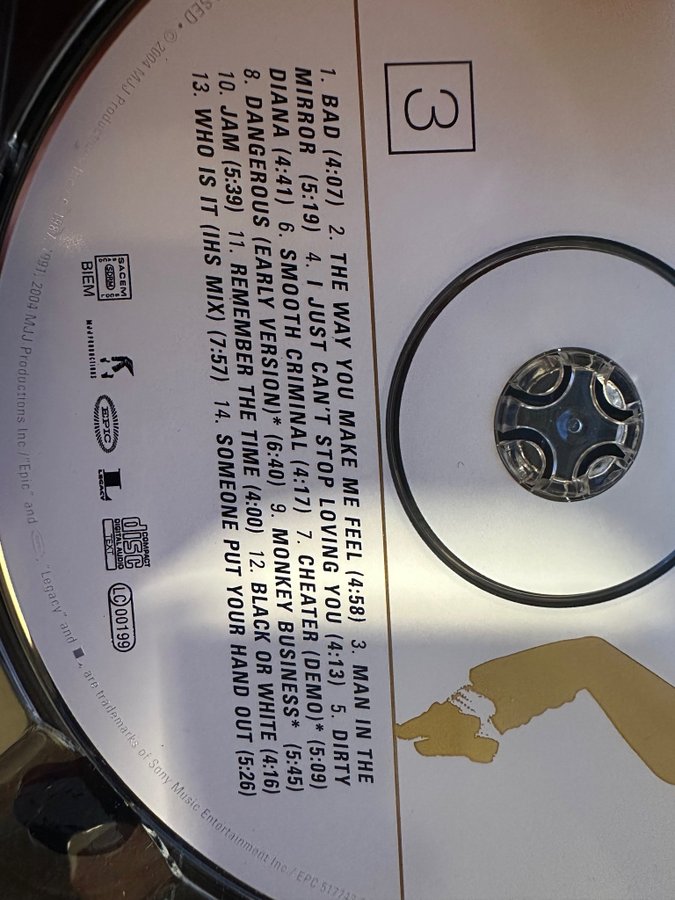 3
1. BAD (4:07) 2. THE WAY YOU MAKE ME FEEL (4:58) 3. MAN IN THE
MIRROR (5:19) 4. I JUST CAN'T STOP LOVING YOU (4:13) 5. DIRTY
DIANA (4:41) 6. SMOOTH CRIMINAL (4:17) 7. CHEATER (DEMO)* (5:09)
8. DANGEROUS (EARLY VERSION)* (6:40) 9. MONKEY BUSINESS* (5:45)
10. JAM (5:39) 11. REMEMBER THE TIME (4:00) 12. BLACK OR WHITE (4:16)
13. WHO IS IT (IHS MIX) (7:57) 14. SOMEONE PUT YOUR HAND OUT (5:26)
SACEM
SDRM
BIEM
MJJ PRODUCTIONS
EPIC
LEGACY
COMPACT
disc
DIGITAL AUDIO
TEXT
LC 00199
© 2004 MJJ 1991, 2004 MJJ Productions Inc./"Epic" and "Legacy" and are trademarks of Sony Music Entertainment Inc./ EPC